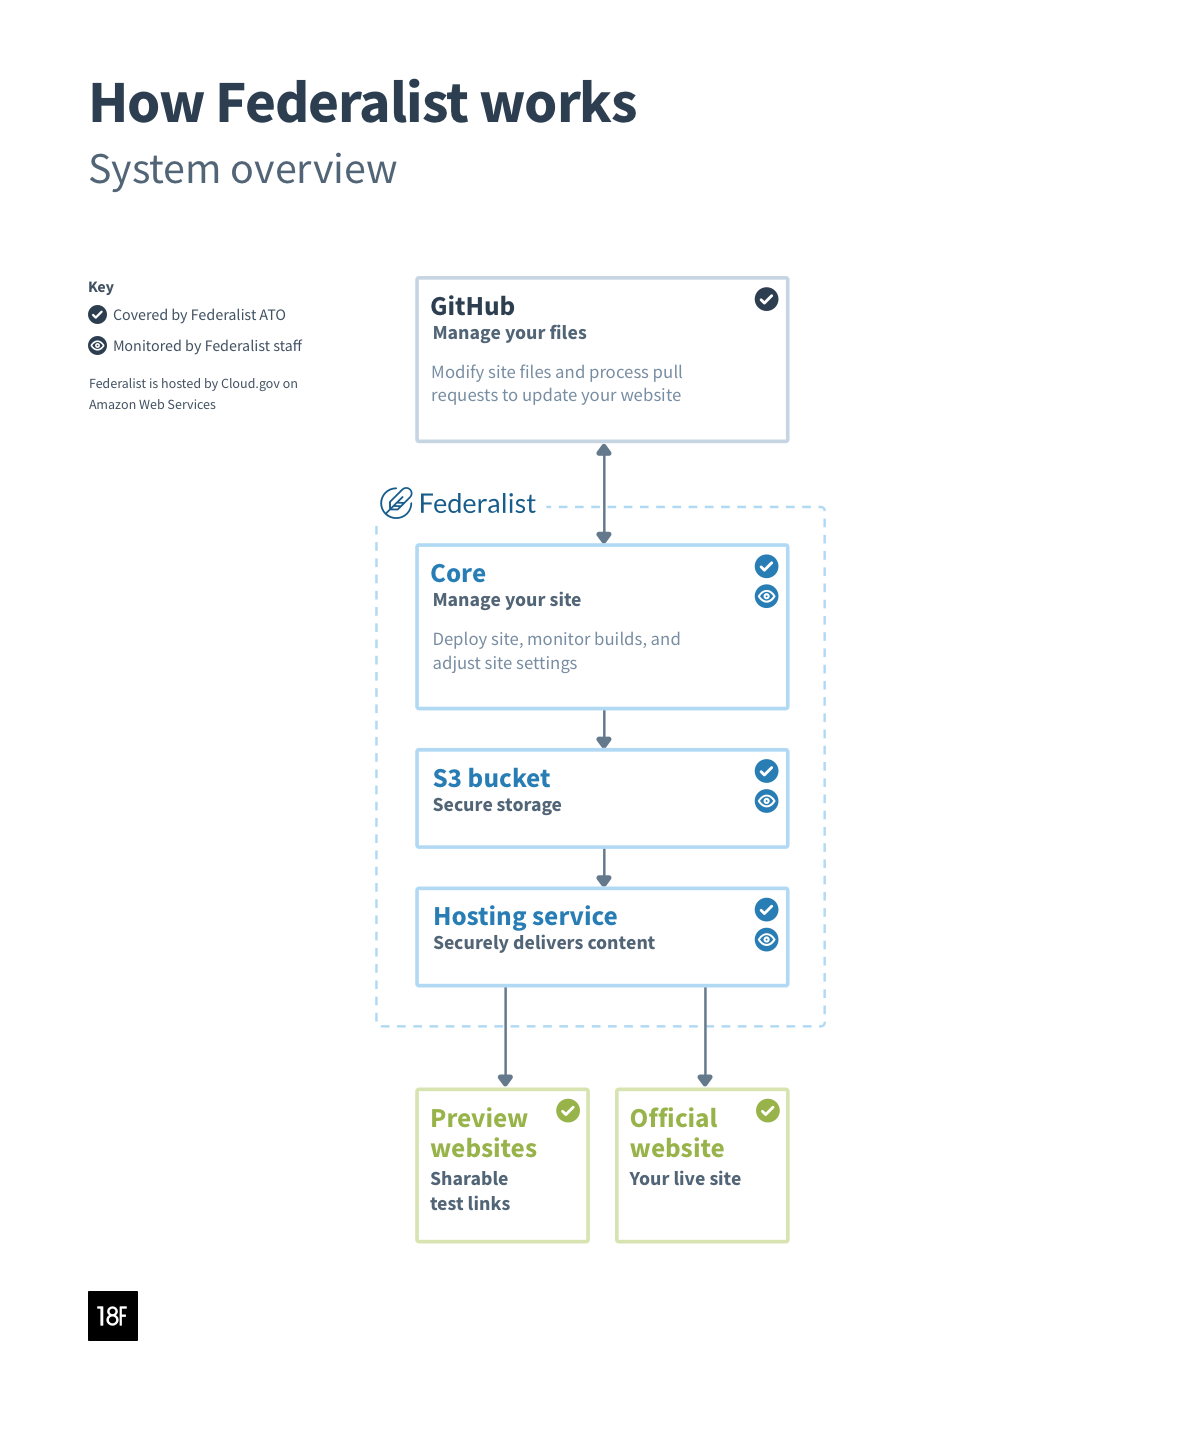 How Federalist works
System overview
Key
Covered by Federalist ATO
Monitored by Federalist staff
Federalist is hosted by Cloud.gov on
Amazon Web Services
GitHub
Manage your files
Modify site files and process pull
requests to update your website
Federalist
Core
Manage your site
Deploy site, monitor builds, and
adjust site settings
S3 bucket
Secure storage
Hosting service
Securely delivers content
Preview
websites
Sharable
test links
Official
website
Your live site
18F